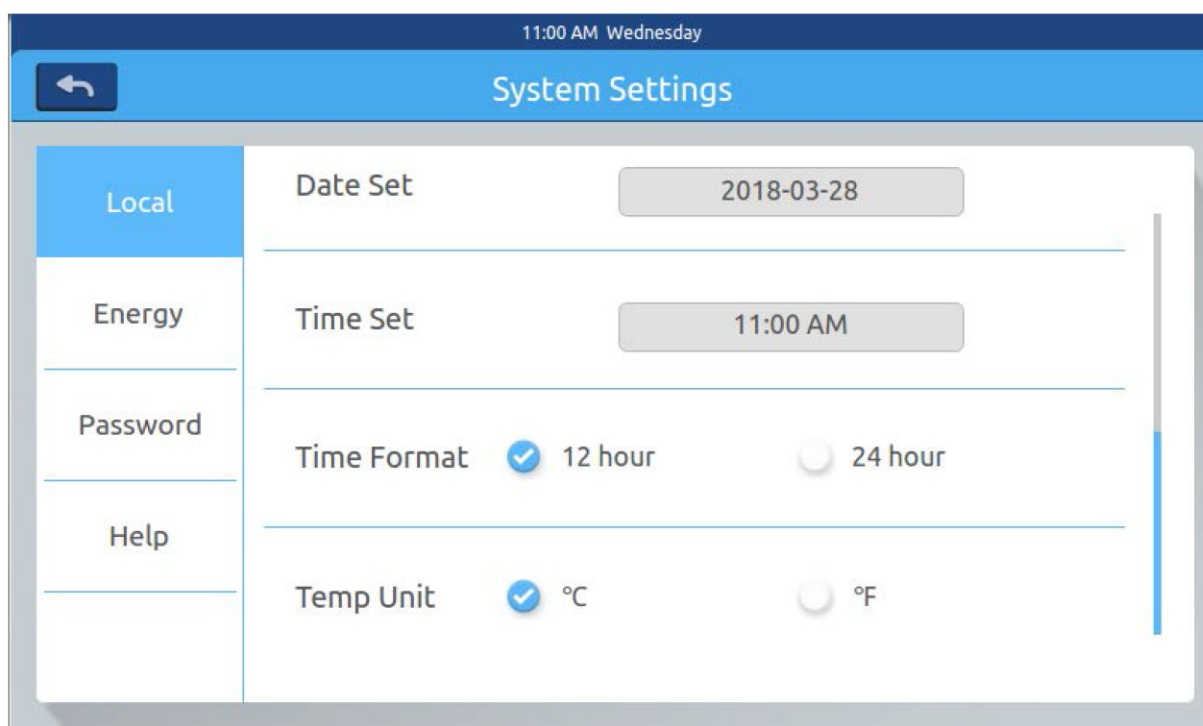 11:00 AM Wednesday
System Settings
Local
Energy
Password
Help
Date Set 2018-03-28
Time Set 11:00 AM
Time Format 12 hour 24 hour
Temp Unit ℃ ℉